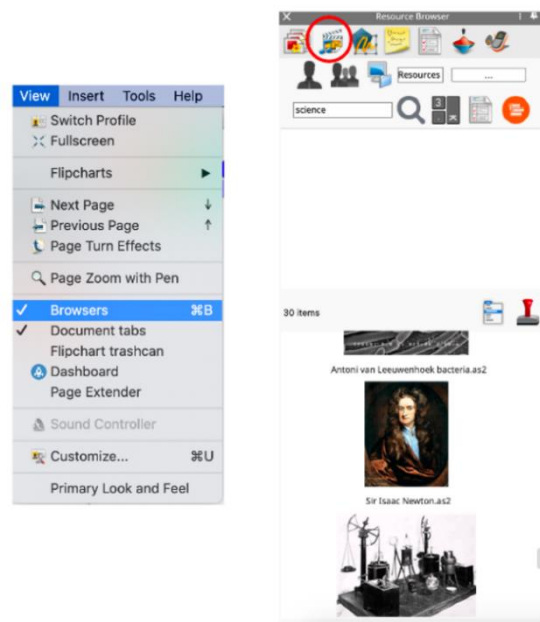 View Insert Tools Help
Switch Profile
Fullscreen
Flipcharts
Next Page ↓
Previous Page ↑
Page Turn Effects
Page Zoom with Pen
✓ Browsers ⌘B
✓ Document tabs
Flipchart trashcan
Dashboard
Page Extender
Sound Controller
Customize... ⌘U
Primary Look and Feel
Resource Browser
Resources ...
science
3
30 items
Antoni van Leeuwenhoek bacteria.as2
Sir Isaac Newton.as2